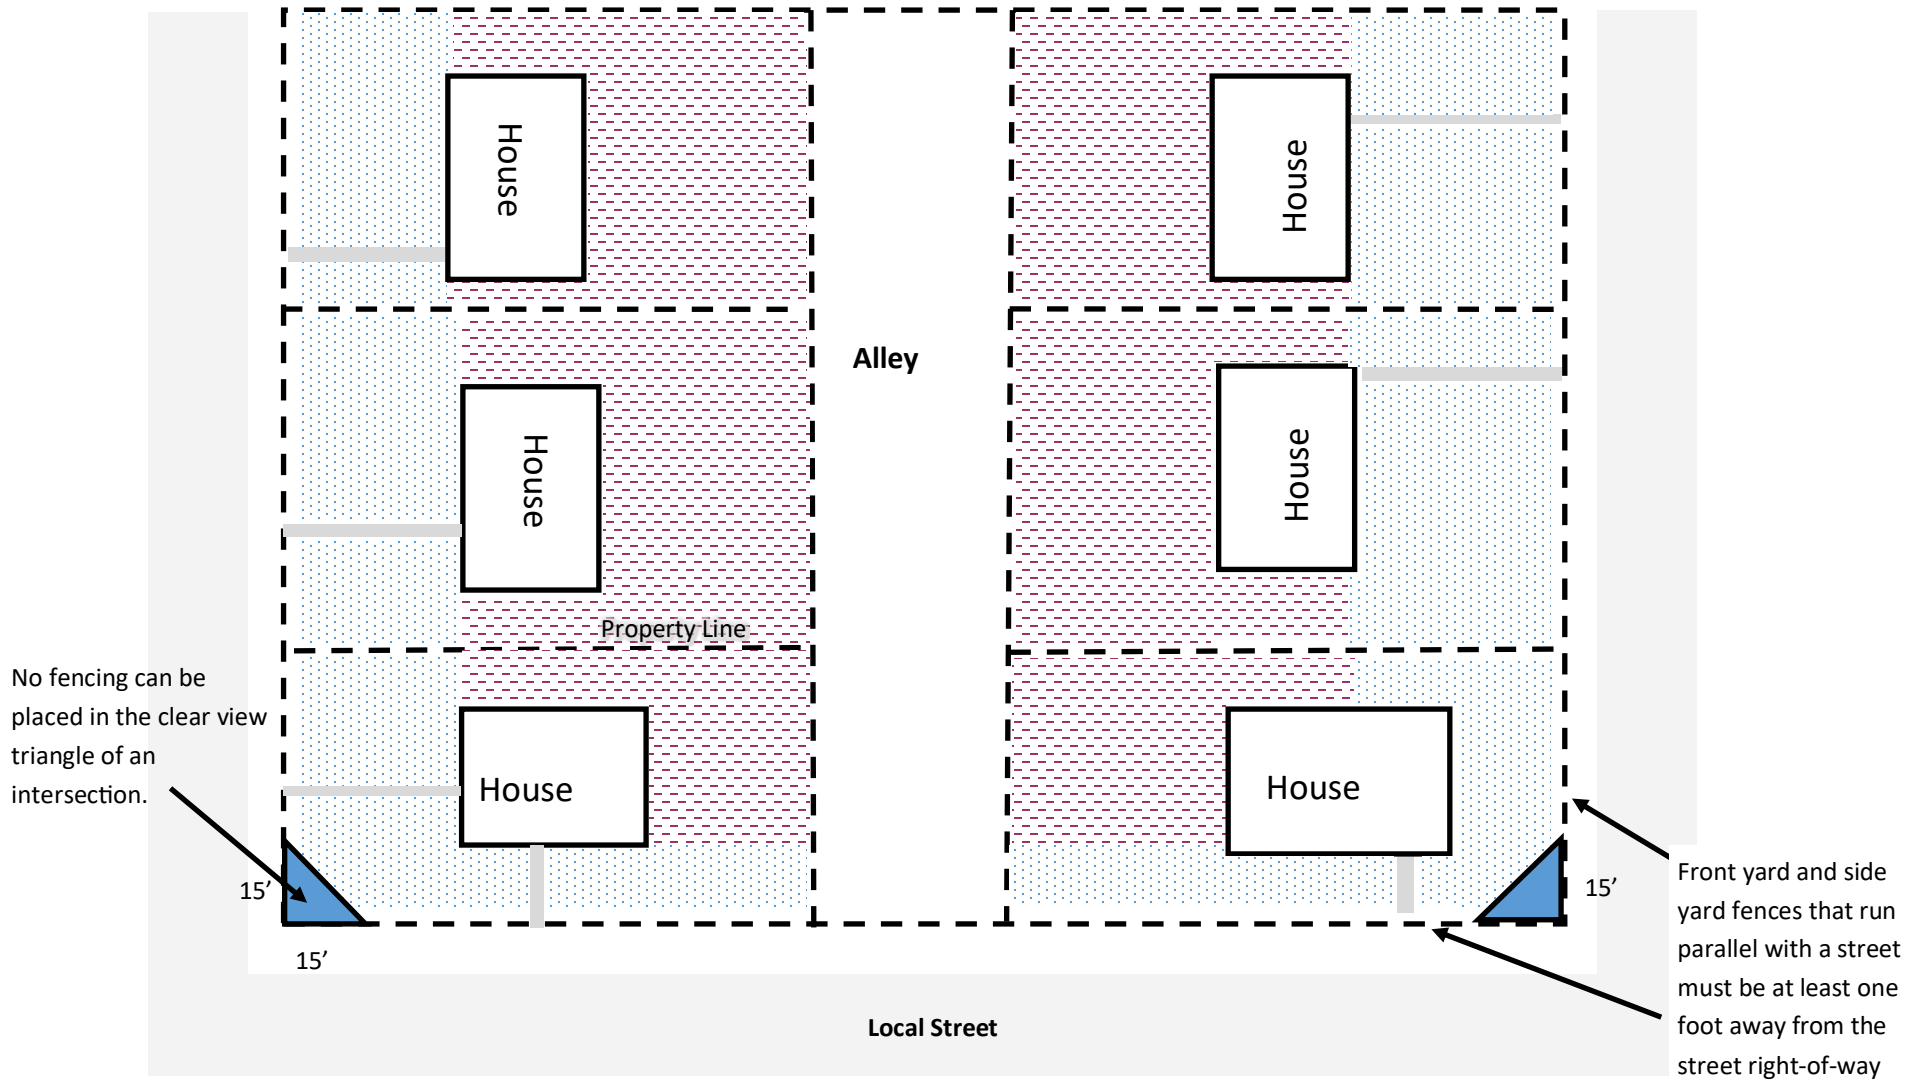 House
House
House
Alley
House
Property Line
No fencing can be
placed in the clear view
triangle of an
intersection.
House
House
15’
15’
15’
Front yard and side
yard fences that run
parallel with a street
must be at least one
foot away from the
street right-of-way
Local Street